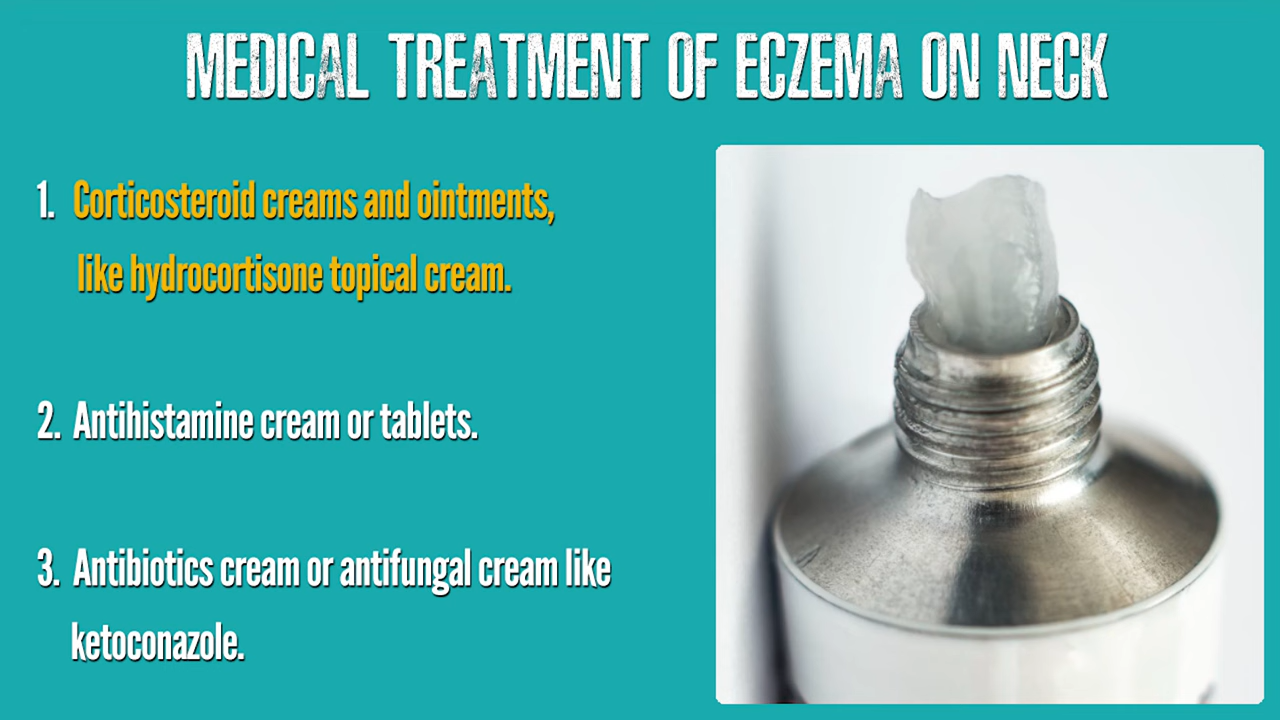 MEDICAL TREATMENT OF ECZEMA ON NECK
1. Corticosteroid creams and ointments,
like hydrocortisone topical cream.
2. Antihistamine cream or tablets.
3. Antibiotics cream or antifungal cream like
ketoconazole.